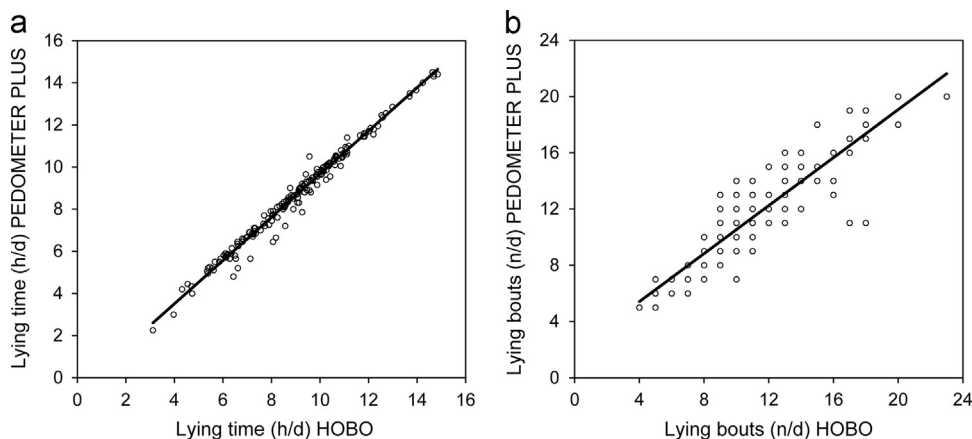 a
16
14
12
10
8
6
4
2
0
Lying time (h/d) PEDOMETER PLUS
0 2 4 6 8 10 12 14 16
Lying time (h/d) HOBO
b
24
20
16
12
8
4
0
Lying bouts (n/d) PEDOMETER PLUS
0 4 8 12 16 20 24
Lying bouts (n/d) HOBO